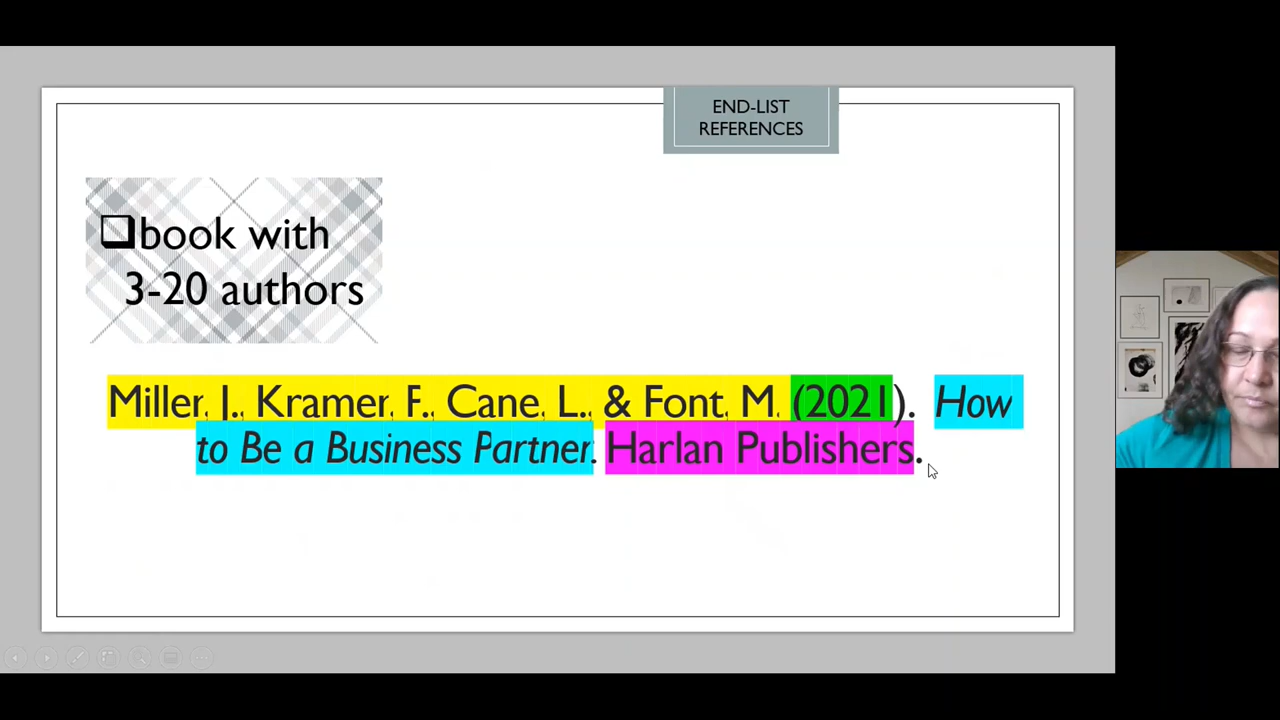 END-LIST
REFERENCES
❑book with
3-20 authors
Miller, J., Kramer, F., Cane, L., & Font, M. (2021). How
to Be a Business Partner. Harlan Publishers.